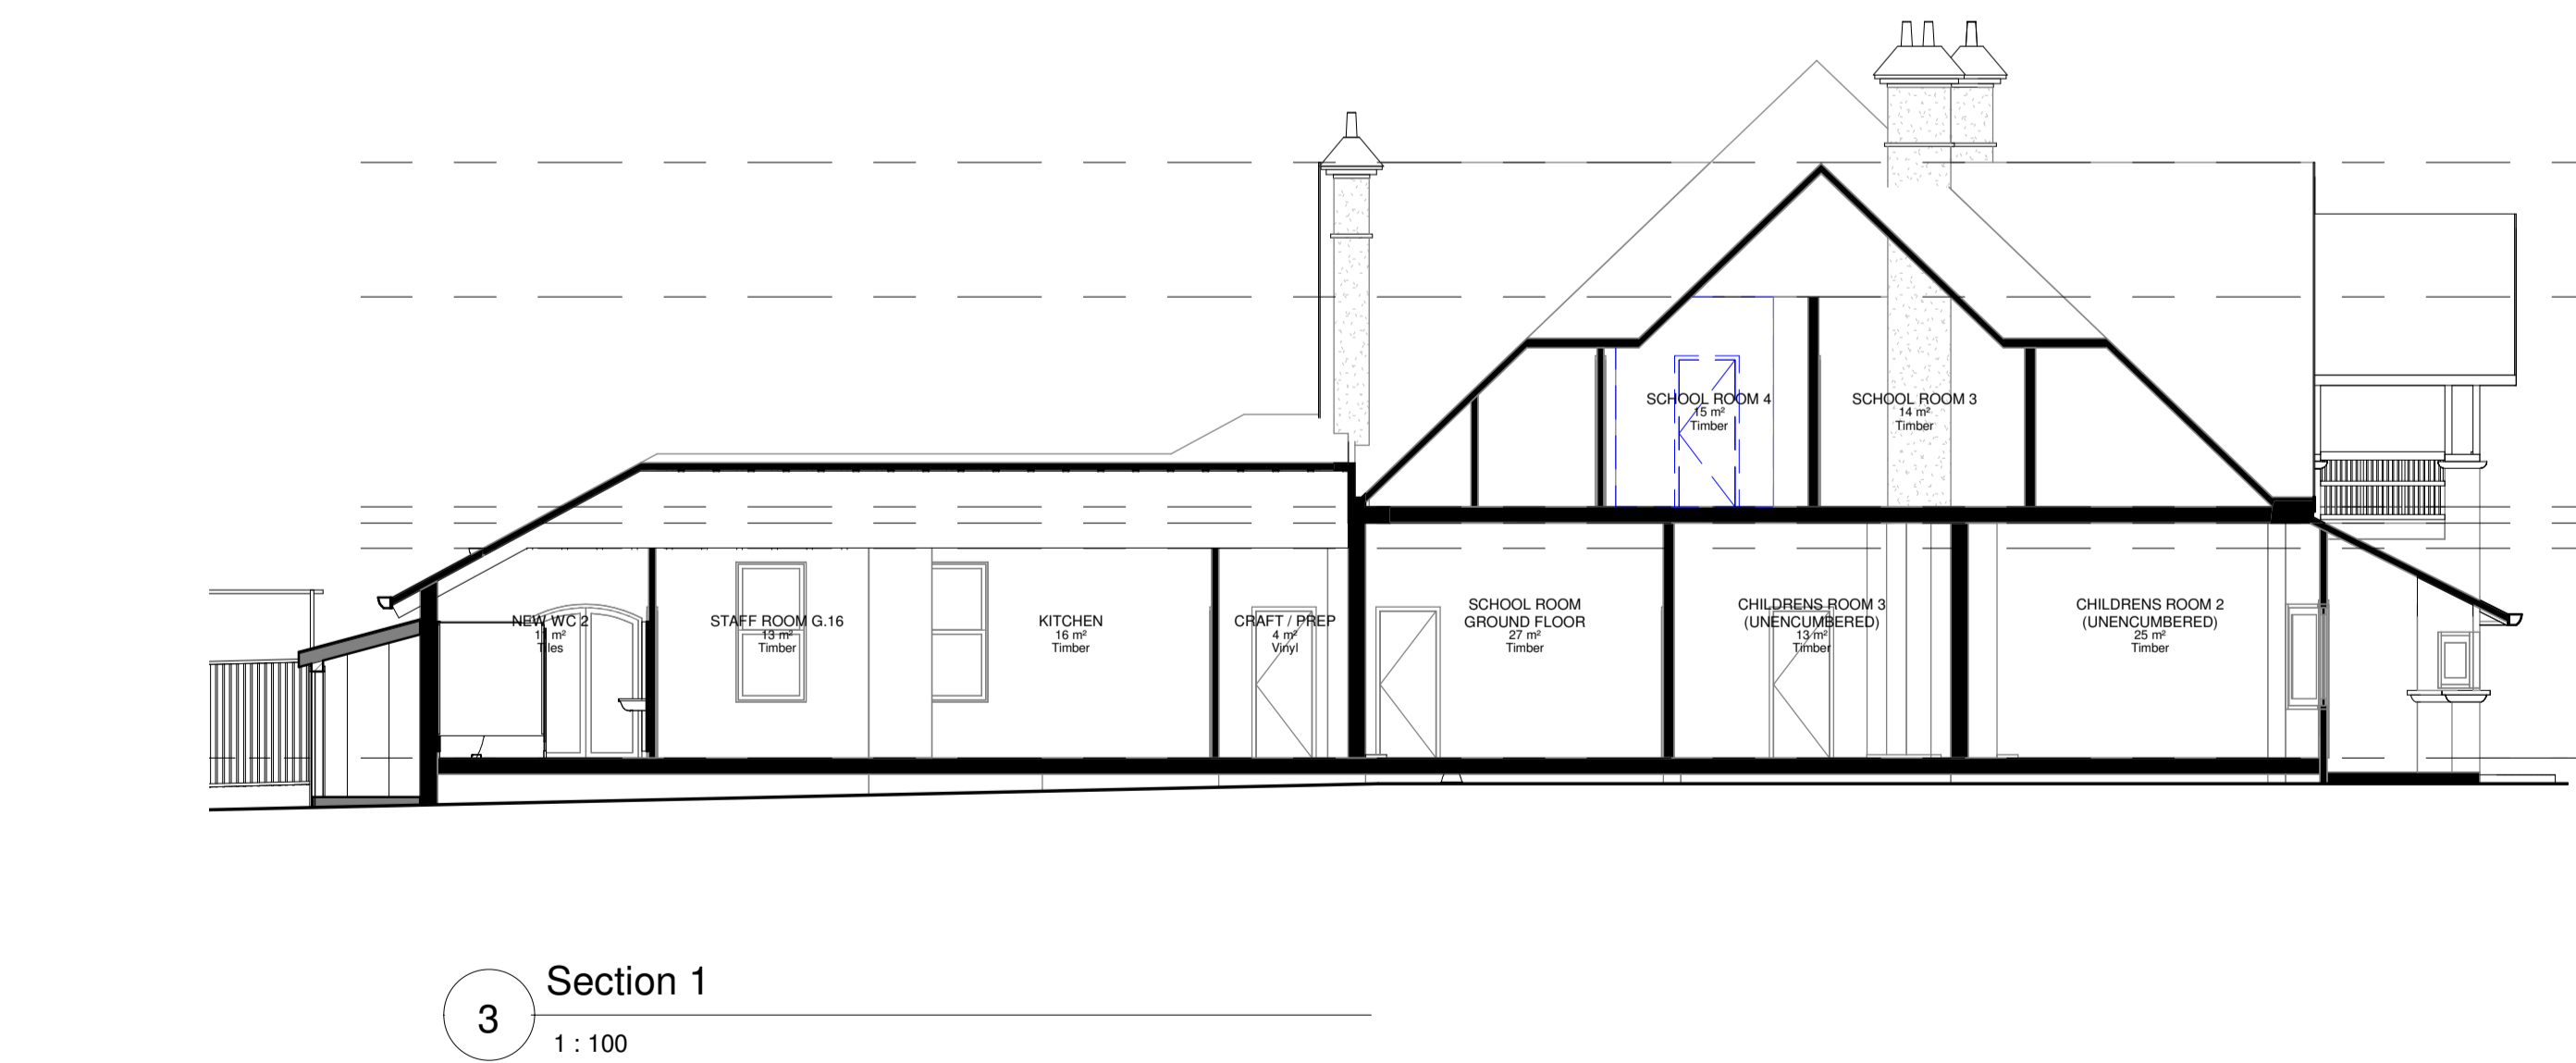 SCHOOL ROOM 4
15 m²
Timber
SCHOOL ROOM 3
14 m²
Timber
NEW WC 2
11 m²
Tiles
STAFF ROOM G.16
13 m²
Timber
KITCHEN
16 m²
Timber
CRAFT / PREP
4 m²
Vinyl
SCHOOL ROOM
GROUND FLOOR
27 m²
Timber
CHILDRENS ROOM 3
(UNENCUMBERED)
13 m²
Timber
CHILDRENS ROOM 2
(UNENCUMBERED)
25 m²
Timber
3
Section 1
1 : 100